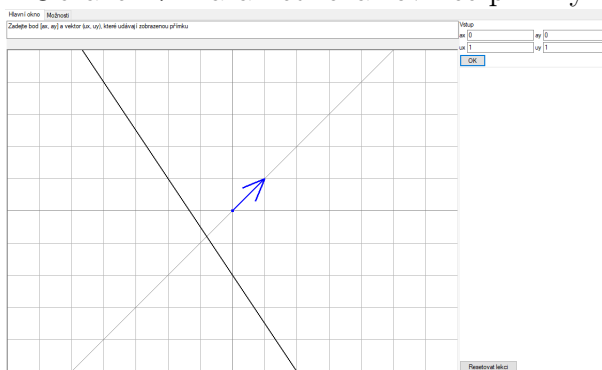 Hlavní okno Možnosti
Zadejte bod [ax, ay] a vektor (ux, uy), které udávají zobrazenou přímku
Vstup
ax 0 ay 0
ux 1 uy 1
OK
Resetovat lekci